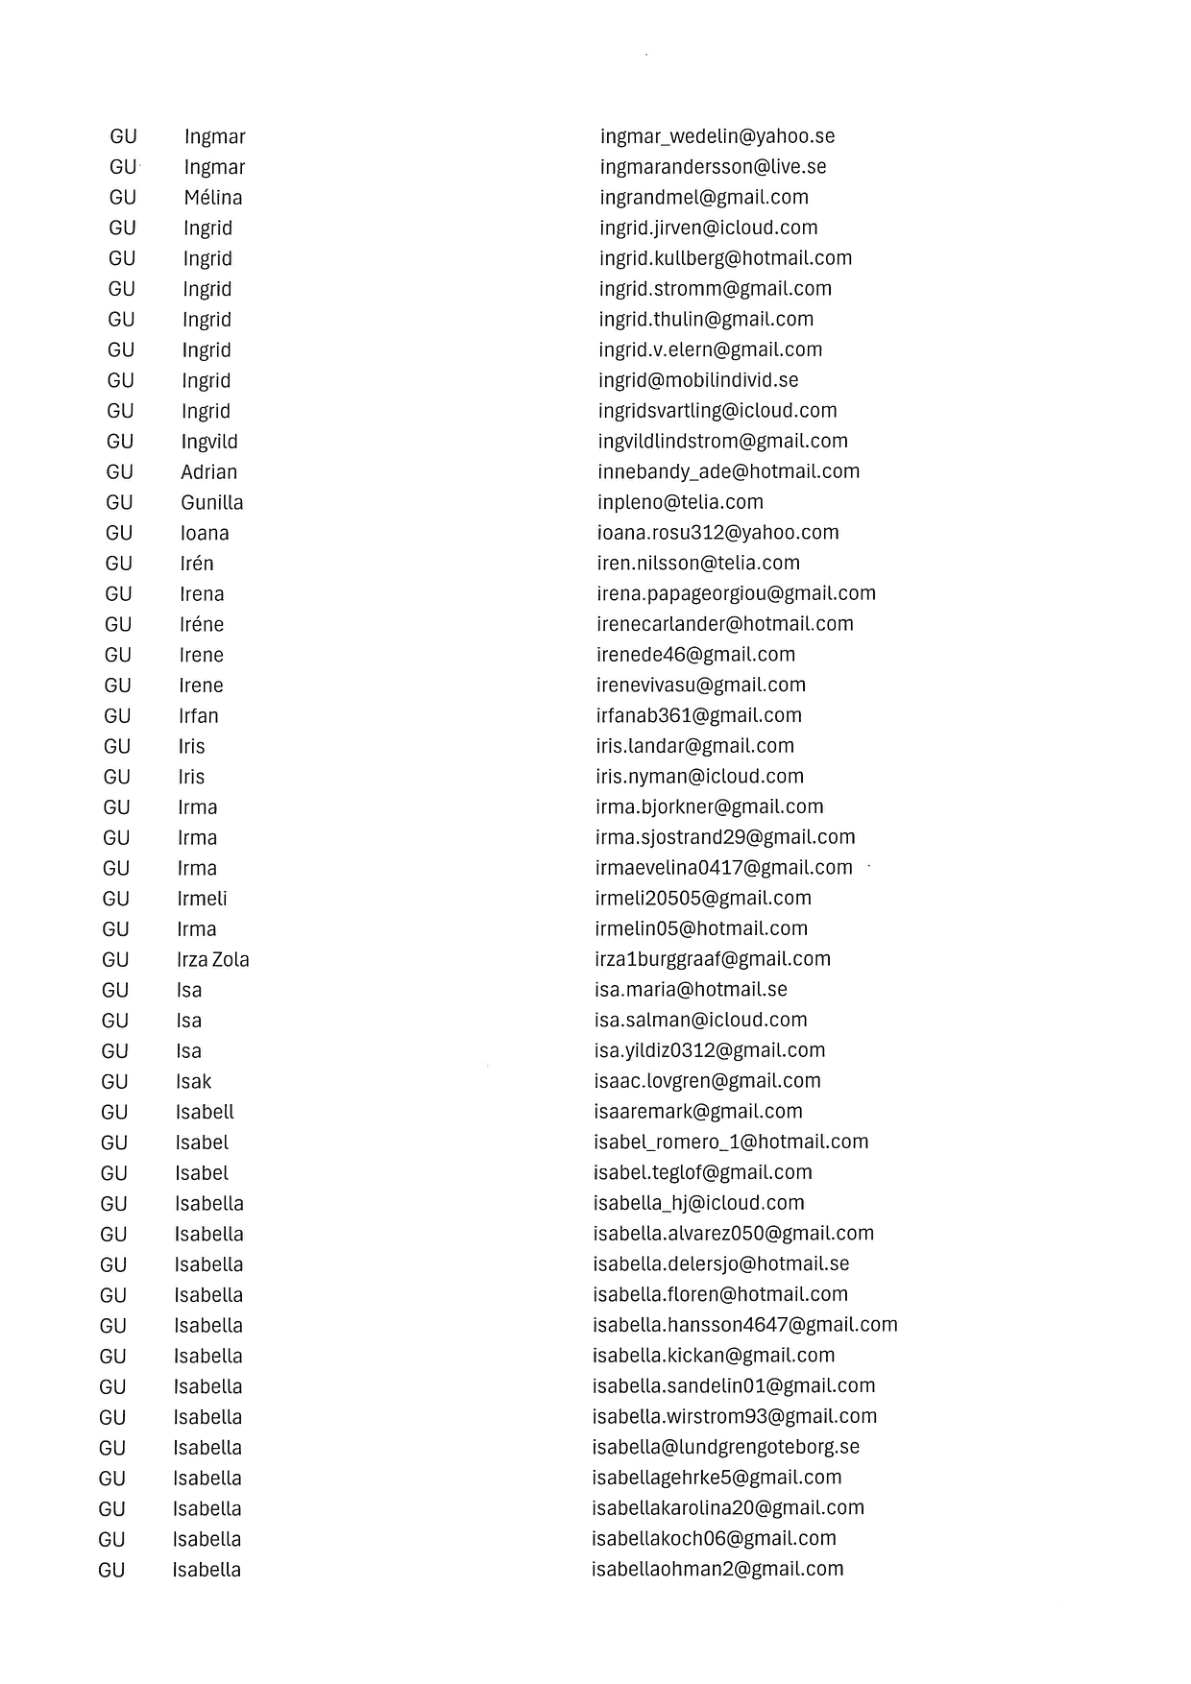 GU Ingmar ingmar_wedelin@yahoo.se
GU Ingmar ingmarandersson@live.se
GU Mélina ingrandmel@gmail.com
GU Ingrid ingrid.jirven@icloud.com
GU Ingrid ingrid.kullberg@hotmail.com
GU Ingrid ingrid.stromm@gmail.com
GU Ingrid ingrid.thulin@gmail.com
GU Ingrid ingrid.v.elern@gmail.com
GU Ingrid ingrid@mobilindivid.se
GU Ingrid ingridsvartling@icloud.com
GU Ingvild ingvildlindstrom@gmail.com
GU Adrian innebandy_ade@hotmail.com
GU Gunilla inpleno@telia.com
GU Ioana ioana.rosu312@yahoo.com
GU Irén iren.nilsson@telia.com
GU Irena irena.papageorgiou@gmail.com
GU Iréne irenecarlander@hotmail.com
GU Irene irenede46@gmail.com
GU Irene irenevivasu@gmail.com
GU Irfan irfanab361@gmail.com
GU Iris iris.landar@gmail.com
GU Iris iris.nyman@icloud.com
GU Irma irma.bjorkner@gmail.com
GU Irma irma.sjostrand29@gmail.com
GU Irma irmaevelina0417@gmail.com
GU Irmeli irmeli20505@gmail.com
GU Irma irmelin05@hotmail.com
GU Irza Zola irza1burggraaf@gmail.com
GU Isa isa.maria@hotmail.se
GU Isa isa.salman@icloud.com
GU Isa isa.yildiz0312@gmail.com
GU Isak isaac.lovgren@gmail.com
GU Isabell isaaremark@gmail.com
GU Isabel isabel_romero_1@hotmail.com
GU Isabel isabel.teglof@gmail.com
GU Isabella isabella_hj@icloud.com
GU Isabella isabella.alvarez050@gmail.com
GU Isabella isabella.delersjo@hotmail.se
GU Isabella isabella.floren@hotmail.com
GU Isabella isabella.hansson4647@gmail.com
GU Isabella isabella.kickan@gmail.com
GU Isabella isabella.sandelin01@gmail.com
GU Isabella isabella.wirstrom93@gmail.com
GU Isabella isabella@lundgrengoteborg.se
GU Isabella isabellagehrke5@gmail.com
GU Isabella isabellakarolina20@gmail.com
GU Isabella isabellakoch06@gmail.com
GU Isabella isabellaohman2@gmail.com